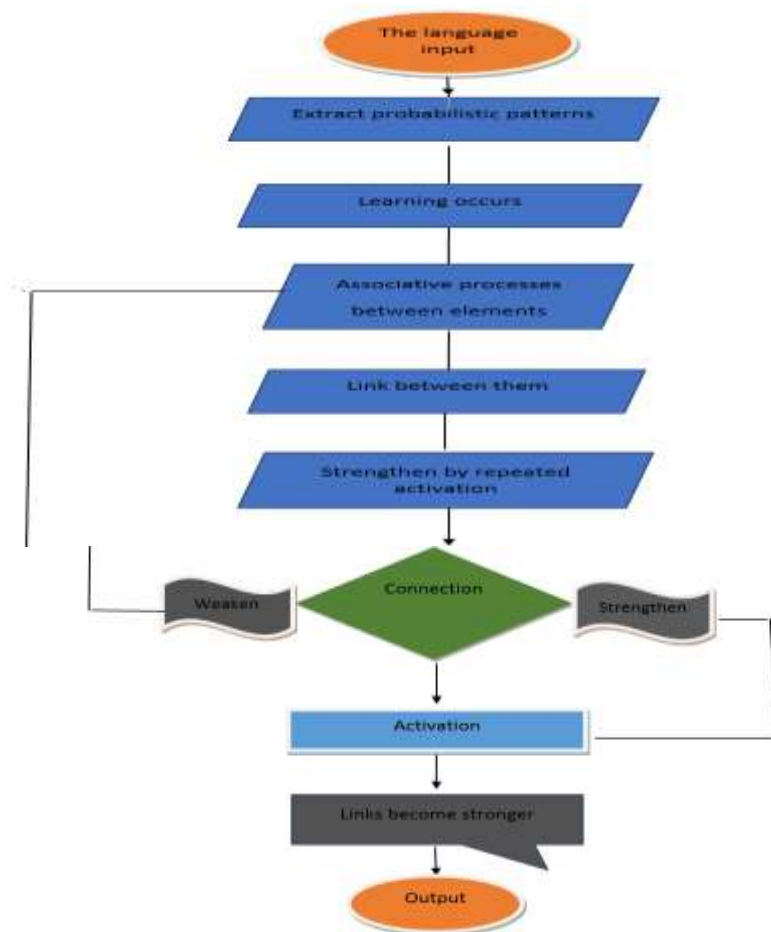 The language
input
Extract probabilistic patterns
Learning occurs
Associative processes
between elements
Link between them
Strengthen by repeated
activation
Connection
Weaken
Strengthen
Activation
Links become stronger
Output